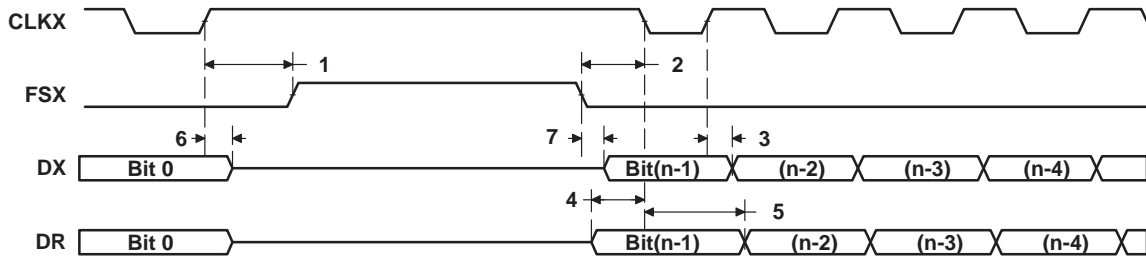 CLKX
1 2
FSX
6 7 3
DX Bit 0 Bit(n-1) (n-2) (n-3) (n-4)
4 5
DR Bit 0 Bit(n-1) (n-2) (n-3) (n-4)